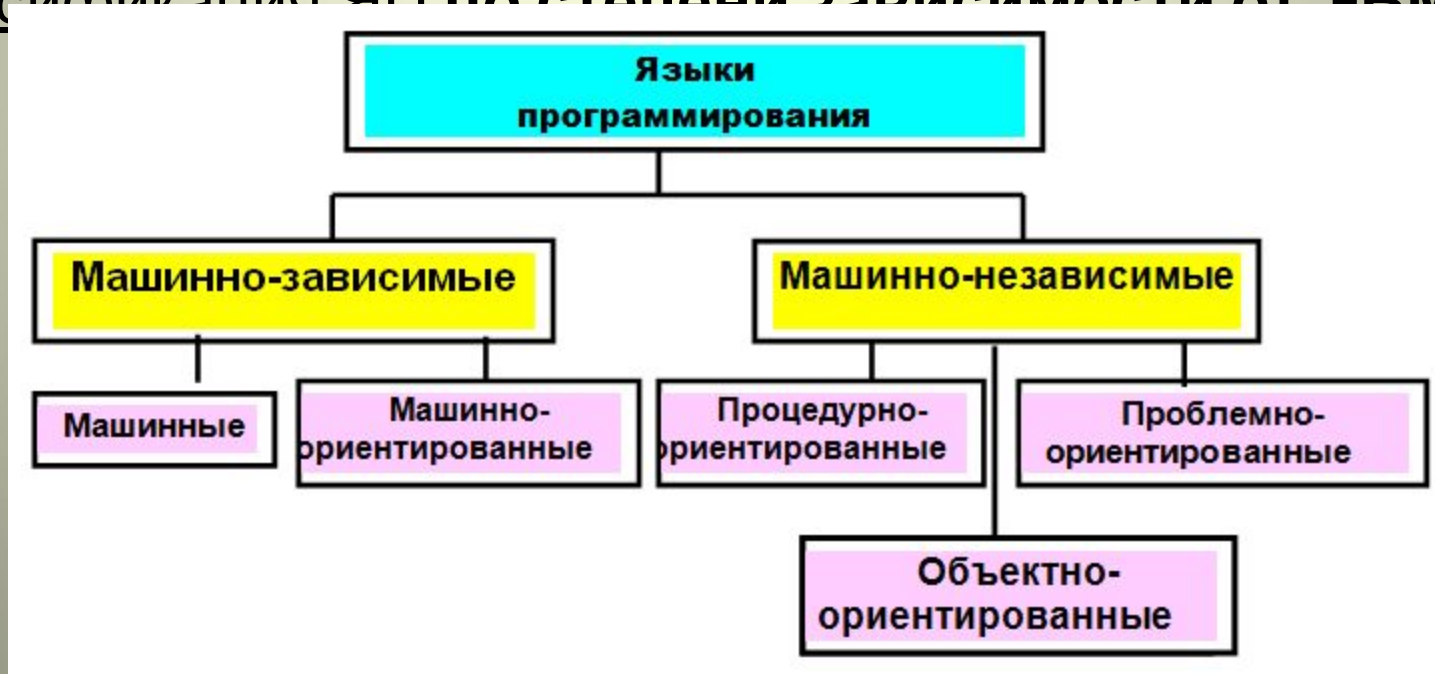 Языки
программирования
Машинно-зависимые
Машинно-независимые
Машинные
Машинно-
ориентированные
Процедурно-
ориентированные
Проблемно-
ориентированные
Объектно-
ориентированные